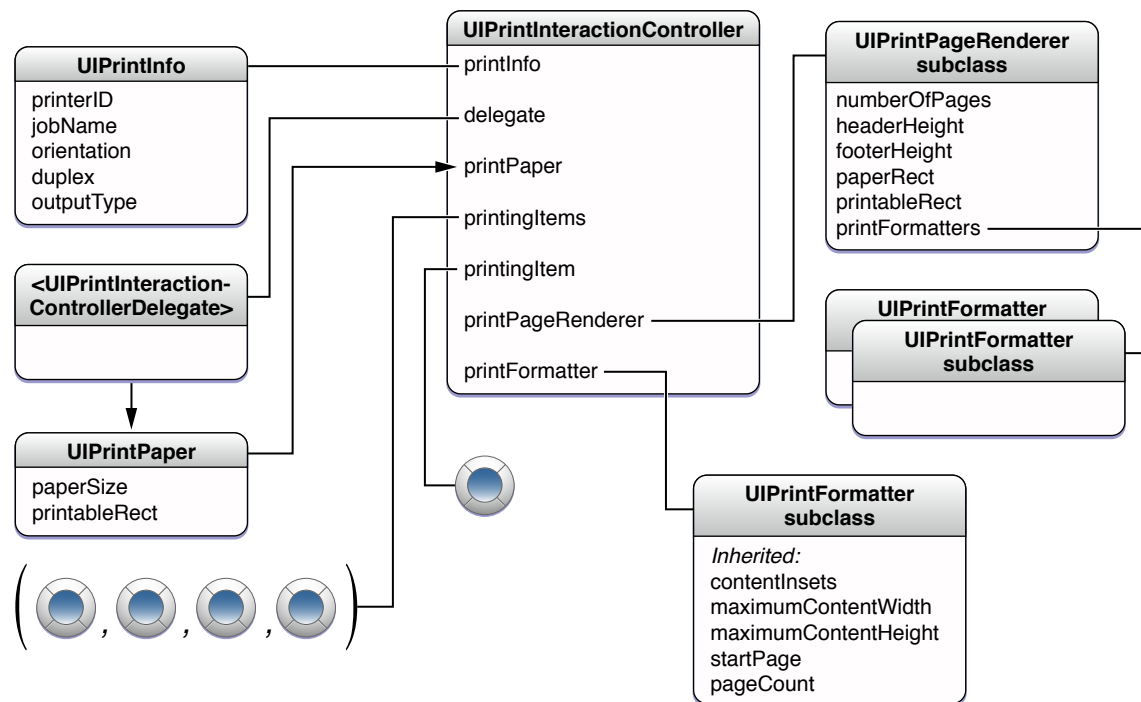 UIPrintInfo
printerID
jobName
orientation
duplex
outputType
<UIPrintInteraction-
ControllerDelegate>
UIPrintPaper
paperSize
printableRect
( , , , )
UIPrintInteractionController
printInfo
delegate
printPaper
printingItems
printingItem
printPageRenderer
printFormatter
UIPrintPageRenderer
subclass
numberOfPages
headerHeight
footerHeight
paperRect
printableRect
printFormatters
UIPrintFormatter
UIPrintFormatter
subclass
UIPrintFormatter
subclass
Inherited:
contentInsets
maximumContentWidth
maximumContentHeight
startPage
pageCount